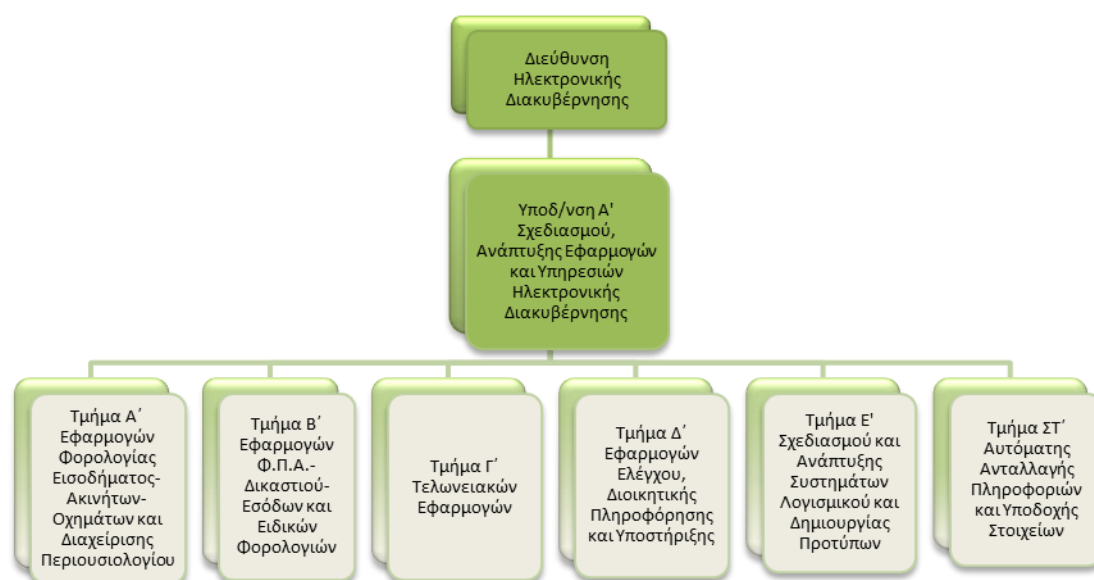 Διεύθυνση
Ηλεκτρονικής
Διακυβέρνησης
Υποδ/νση Α'
Σχεδιασμού,
Ανάπτυξης Εφαρμογών
και Υπηρεσιών
Ηλεκτρονικής
Διακυβέρνησης
Τμήμα Α΄
Εφαρμογών
Φορολογίας
Εισοδήματος-
Ακινήτων-
Οχημάτων και
Διαχείρισης
Περιουσιολογίου
Τμήμα Β΄
Εφαρμογών
Φ.Π.Α.-
Δικαστιού-
Εσόδων και
Ειδικών
Φορολογιών
Τμήμα Γ΄
Τελωνειακών
Εφαρμογών
Τμήμα Δ΄
Εφαρμογών
Ελέγχου,
Διοικητικής
Πληροφόρησης
και Υποστήριξης
Τμήμα Ε'
Σχεδιασμού και
Ανάπτυξης
Συστημάτων
Λογισμικού και
Δημιουργίας
Προτύπων
Τμήμα ΣΤ΄
Αυτόματης
Ανταλλαγής
Πληροφοριών
και Υποδοχής
Στοιχείων